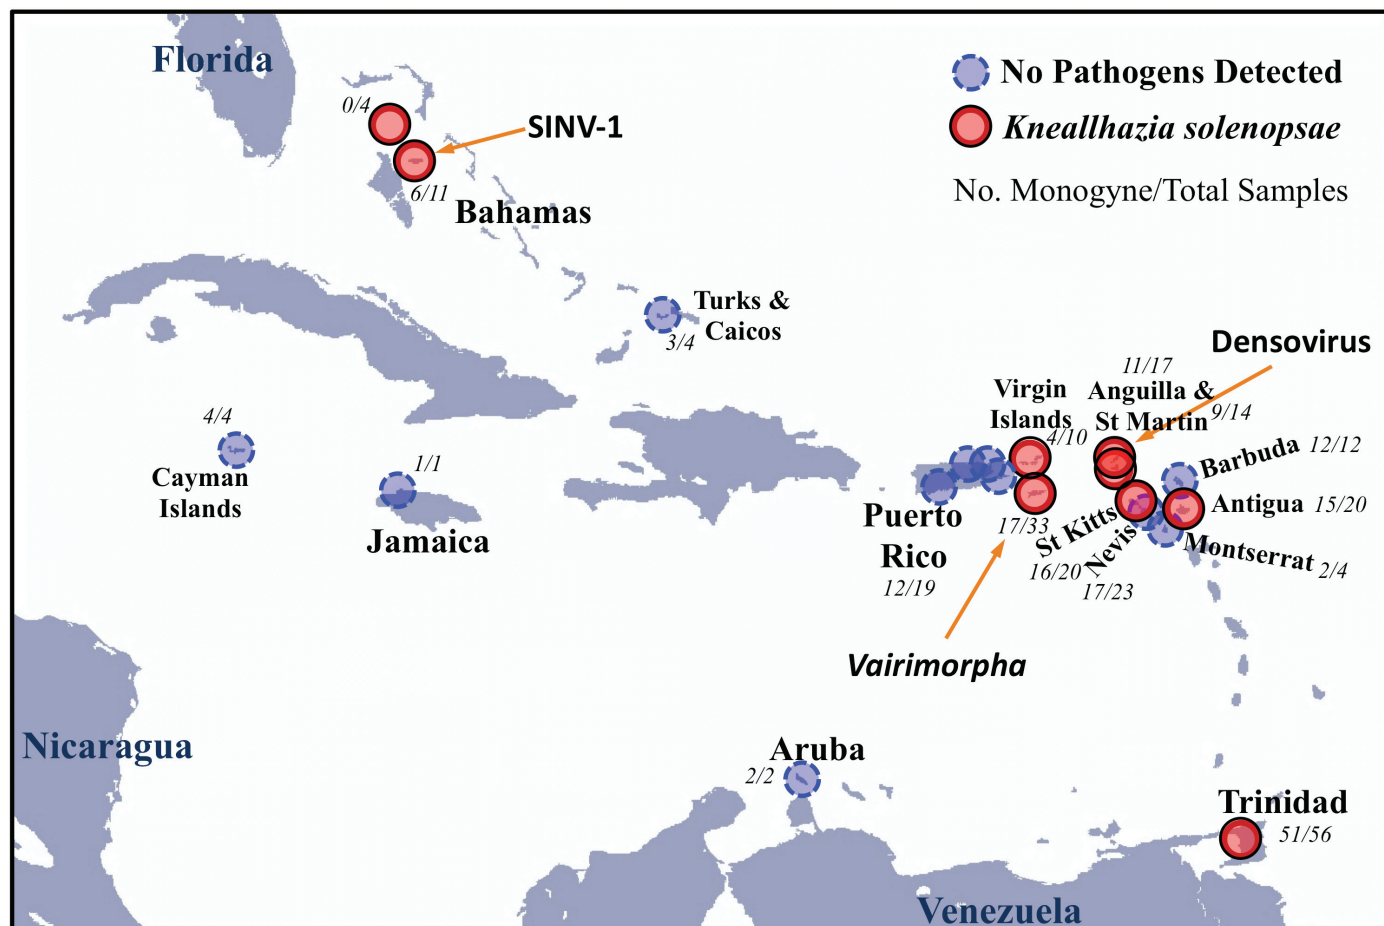 Florida
No Pathogens Detected
Kneallhazia solenopsae
No. Monogyne/Total Samples
0/4
SINV-1
6/11
Bahamas
Turks &
Caicos
3/4
Densovirus
11/17
Virgin
Islands
4/10
Anguilla &
St Martin
9/14
4/4
Cayman
Islands
1/1
Jamaica
Barbuda 12/12
Antigua 15/20
Montserrat 2/4
Puerto
Rico
12/19
17/33
St Kitts
16/20
Nevis
17/23
Vairimorpha
Nicaragua
Aruba
2/2
Trinidad
51/56
Venezuela